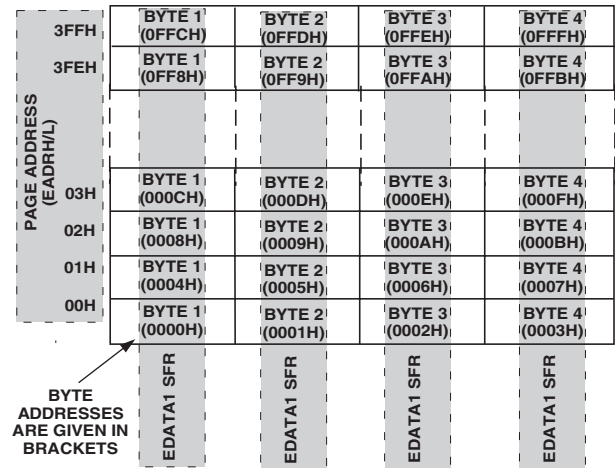 PAGE ADDRESS
(EADRH/L)
3FFH
BYTE 1
(0FFCH)
BYTE 2
(0FFDH)
BYTE 3
(0FFEH)
BYTE 4
(0FFFH)
3FEH
BYTE 1
(0FF8H)
BYTE 2
(0FF9H)
BYTE 3
(0FFAH)
BYTE 4
(0FFBH)
03H
BYTE 1
(000CH)
BYTE 2
(000DH)
BYTE 3
(000EH)
BYTE 4
(000FH)
02H
BYTE 1
(0008H)
BYTE 2
(0009H)
BYTE 3
(000AH)
BYTE 4
(000BH)
01H
BYTE 1
(0004H)
BYTE 2
(0005H)
BYTE 3
(0006H)
BYTE 4
(0007H)
00H
BYTE 1
(0000H)
BYTE 2
(0001H)
BYTE 3
(0002H)
BYTE 4
(0003H)
BYTE
ADDRESSES
ARE GIVEN IN
BRACKETS
EDATA1 SFR
EDATA1 SFR
EDATA1 SFR
EDATA1 SFR